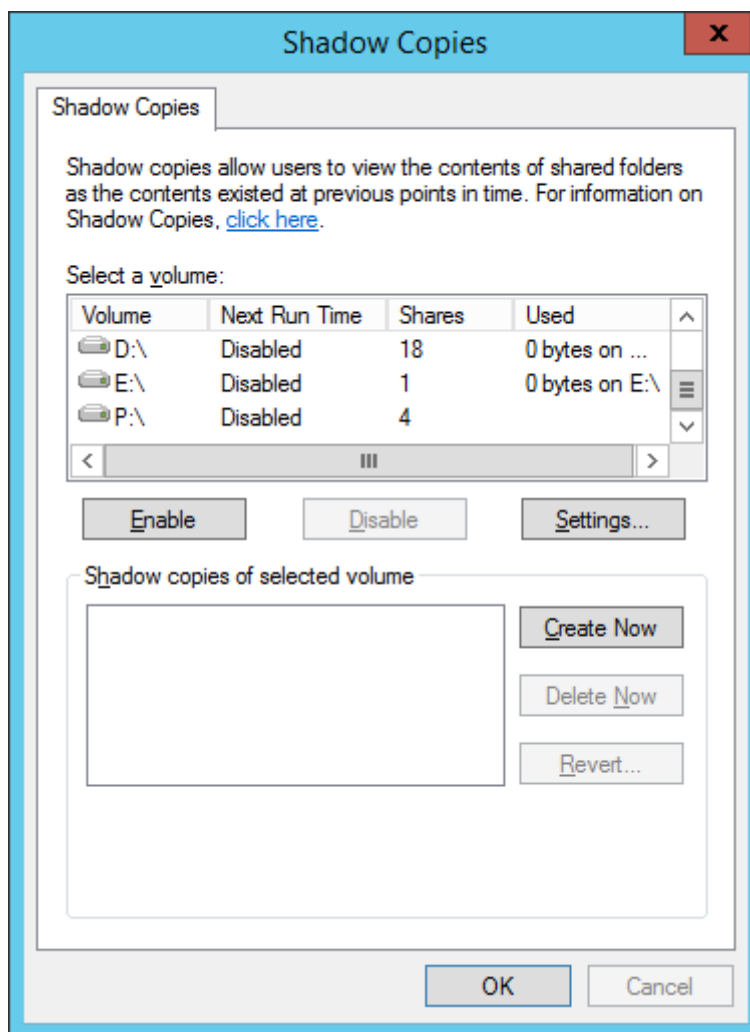 Shadow Copies
x
Shadow Copies
Shadow copies allow users to view the contents of shared folders
as the contents existed at previous points in time. For information on
Shadow Copies, click here.
Select a volume:
Volume Next Run Time Shares Used
D:\ Disabled 18 0 bytes on ...
E:\ Disabled 1 0 bytes on E:\
P:\ Disabled 4
Enable Disable Settings...
Shadow copies of selected volume
Create Now
Delete Now
Revert...
OK Cancel